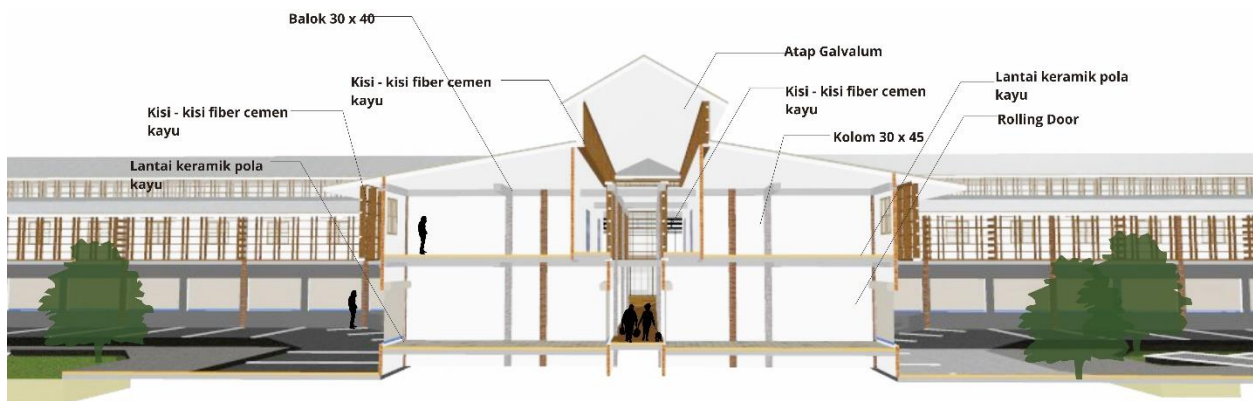 Balok 30 x 40
Kisi - kisi fiber cemen
kayu
Kisi - kisi fiber cemen
kayu
Lantai keramik pola
kayu
Atap Galvalum
Kisi - kisi fiber cemen
kayu
Kolom 30 x 45
Lantai keramik pola
kayu
Rolling Door